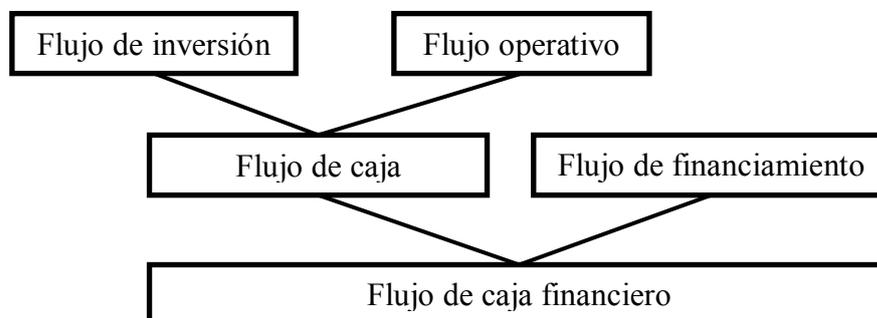 Flujo de inversión
Flujo operativo
Flujo de caja
Flujo de financiamiento
Flujo de caja financiero